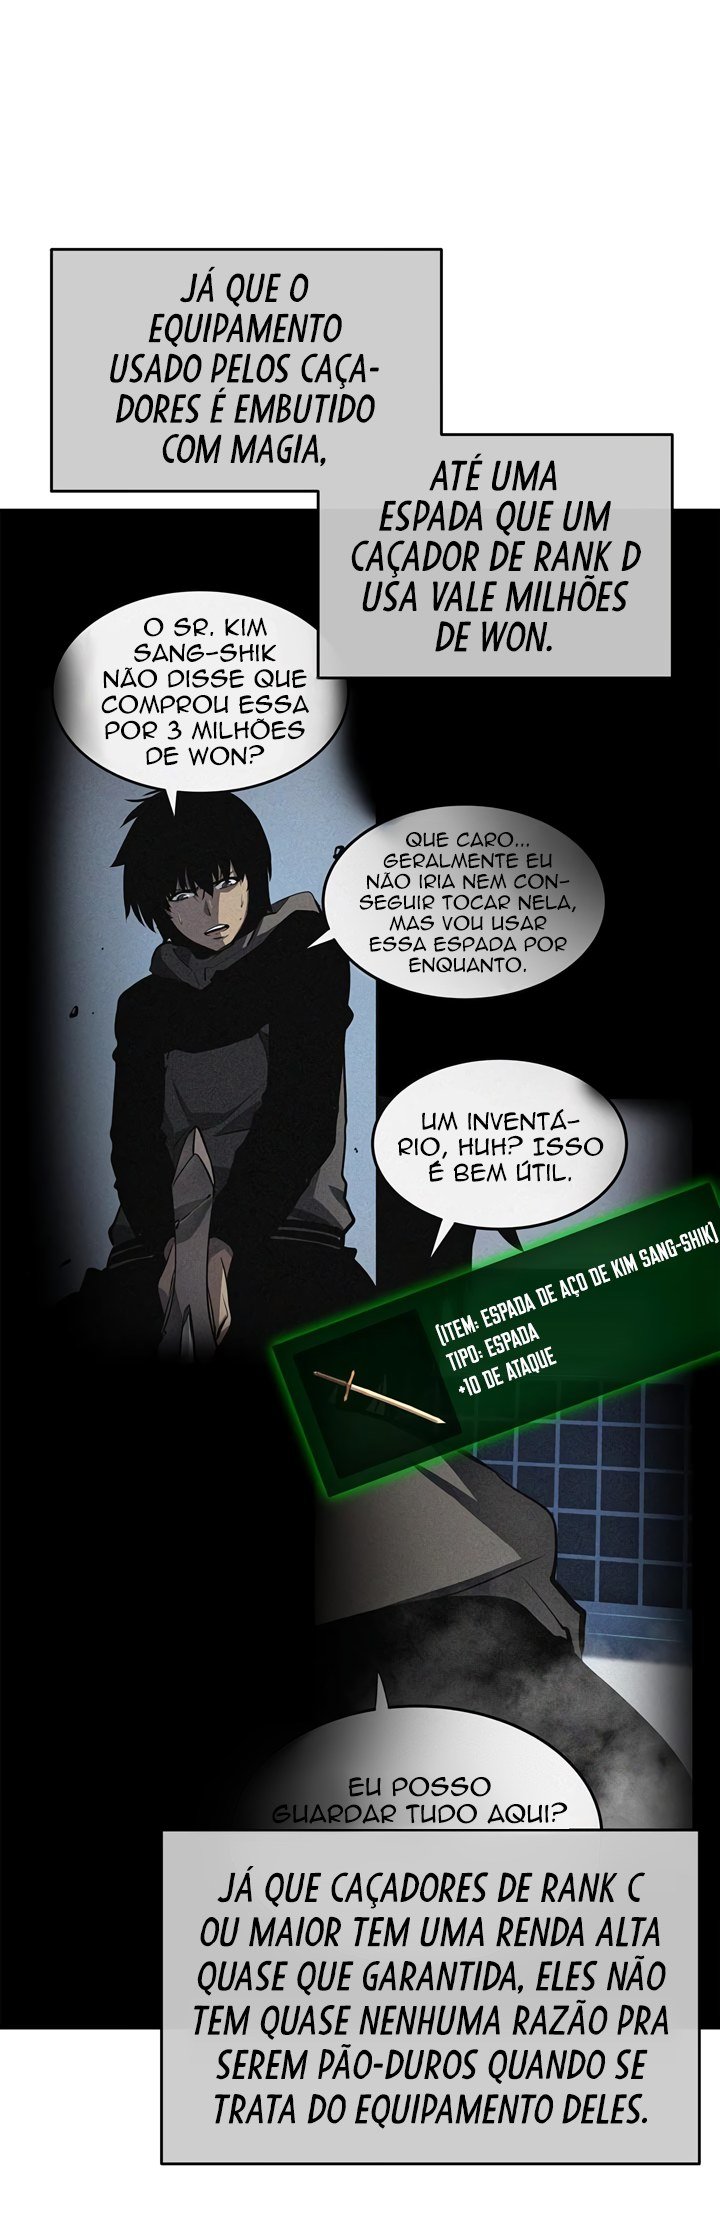 JÁ QUE O
EQUIPAMENTO
USADO PELOS CAÇA-
DORES É EMBUTIDO
COM MAGIA,
ATÉ UMA
ESPADA QUE UM
CAÇADOR DE RANK D
USA VALE MILHÕES
DE WON.
O SR. KIM
SANG-SHIK
NÃO DISSE QUE
COMPROU ESSA
POR 3 MILHÕES
DE WON?
QUE CARO...
GERALMENTE EU
NÃO IRIA NEM CON-
SEGUIR TOCAR NELA,
MAS VOU USAR
ESSA ESPADA POR
ENQUANTO.
UM INVENTÁ-
RIO, HUH? ISSO
É BEM ÚTIL.
[ITEM: ESPADA DE AÇO DE KIM SANG-SHIK]
TIPO: ESPADA
+10 DE ATAQUE
EU POSSO
GUARDAR TUDO AQUI?
JÁ QUE CAÇADORES DE RANK C
OU MAIOR TEM UMA RENDA ALTA
QUASE QUE GARANTIDA, ELES NÃO
TEM QUASE NENHUMA RAZÃO PRA
SEREM PÃO-DUROS QUANDO SE
TRATA DO EQUIPAMENTO DELES.